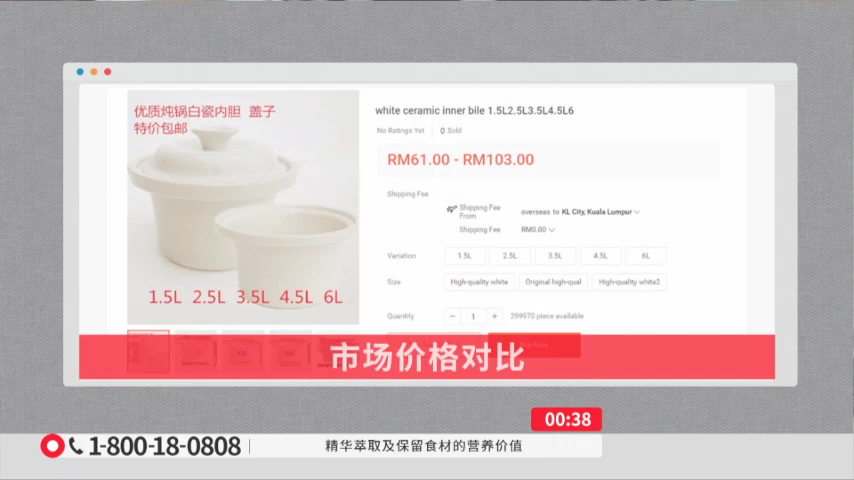 优质炖锅白瓷内胆 盖子
特价包邮
1.5L 2.5L 3.5L 4.5L 6L
white ceramic inner bile 1.5L2.5L3.5L4.5L6
No Ratings Yet 0 Sold
RM61.00 - RM103.00
Shipping Fee
Shipping Fee From overseas to KL City, Kuala Lumpur
Shipping Fee RM0.00
Variation 1.5L 2.5L 3.5L 4.5L 6L
Size High-quality white Original high-qual High-quality white2
Quantity − 1 + 299970 piece available
市场价格对比
00:38
1-800-18-0808
精华萃取及保留食材的营养价值